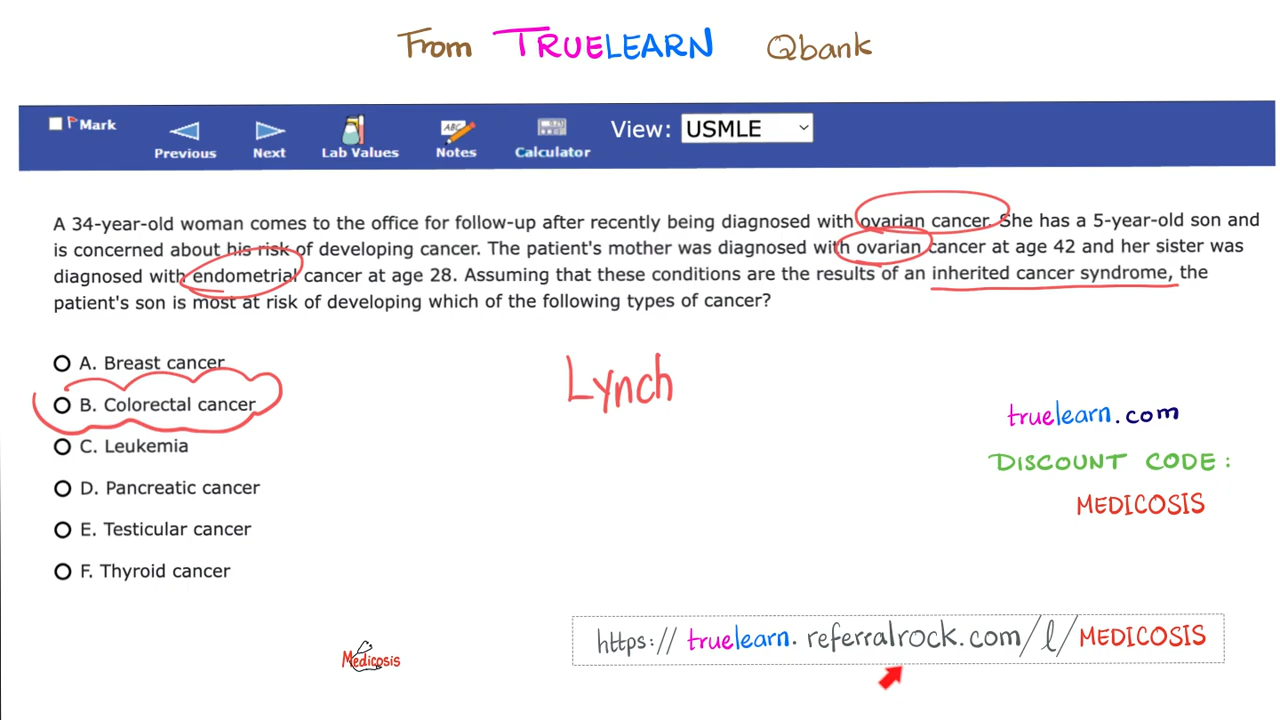 From TRUELEARN Qbank
Mark
Previous
Next
Lab Values
ABC
Notes
Calculator
View: USMLE
A 34-year-old woman comes to the office for follow-up after recently being diagnosed with ovarian cancer. She has a 5-year-old son and
is concerned about his risk of developing cancer. The patient's mother was diagnosed with ovarian cancer at age 42 and her sister was
diagnosed with endometrial cancer at age 28. Assuming that these conditions are the results of an inherited cancer syndrome, the
patient's son is most at risk of developing which of the following types of cancer?
A. Breast cancer
B. Colorectal cancer
C. Leukemia
D. Pancreatic cancer
E. Testicular cancer
F. Thyroid cancer
Lynch
truelearn.com
DISCOUNT CODE:
MEDICOSIS
Medicosis
https://truelearn.referralrock.com/l/MEDICOSIS